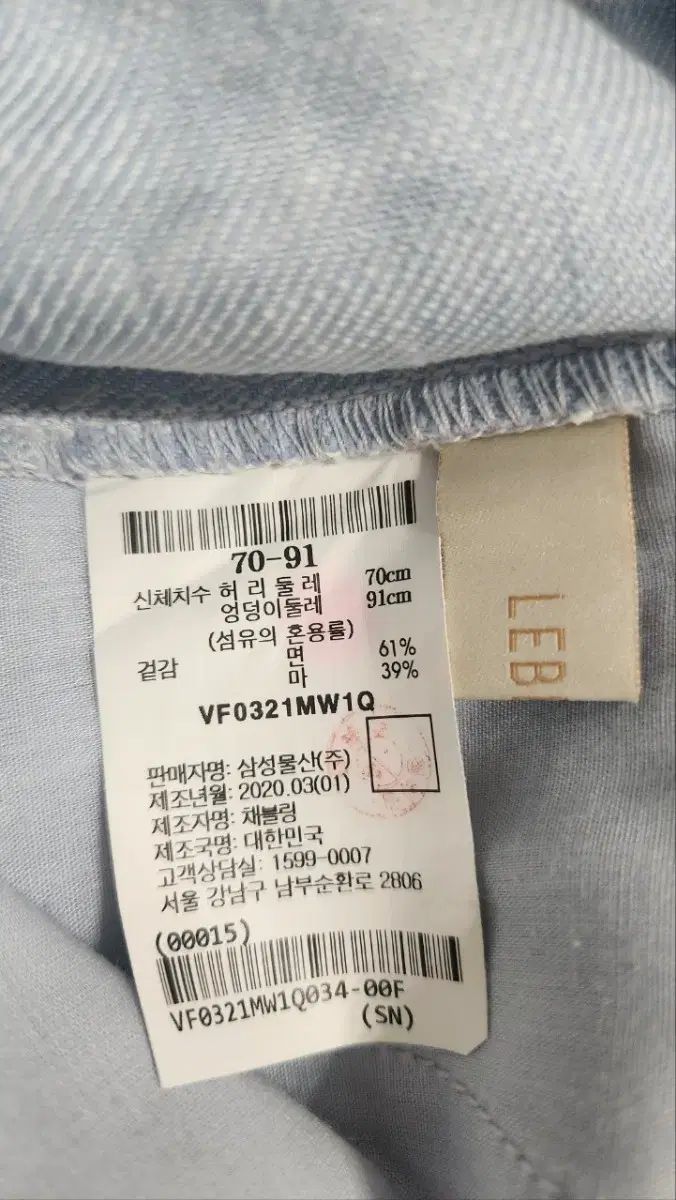 70-91
신체치수 허 리 둘 레 70cm
엉덩이둘레 91cm
(섬유의 혼용률)
겉감 면 61%
마 39%
VF0321MW1Q
판매자명: 삼성물산(주)
제조년월: 2020.03(01)
제조자명: 채블링
제조국명: 대한민국
고객상담실: 1599-0007
서울 강남구 남부순환로 2806
(00015)
VF0321MW1Q034-00F
(SN)
LEB